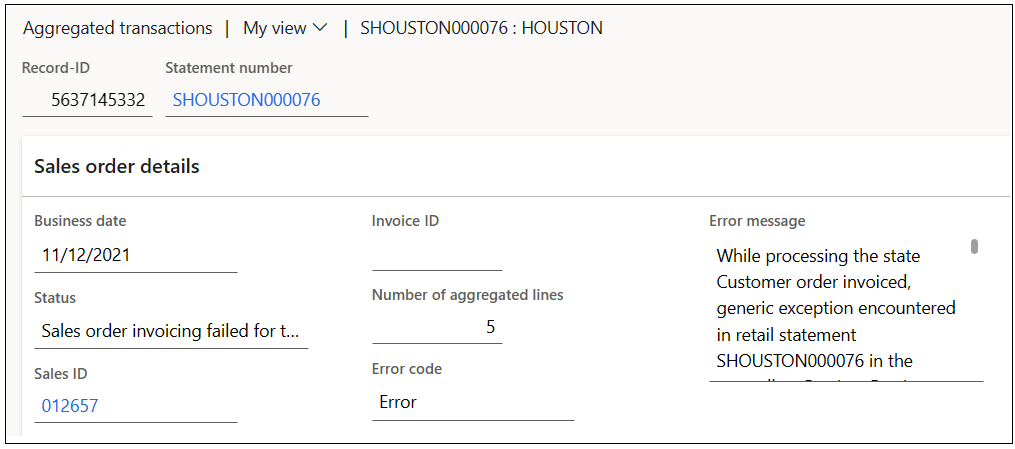 Aggregated transactions | My view | SHOUSTON000076 : HOUSTON
Record-ID
5637145332
Statement number
SHOUSTON000076
Sales order details
Business date
11/12/2021
Status
Sales order invoicing failed for t...
Sales ID
012657
Invoice ID
Number of aggregated lines
5
Error code
Error
Error message
While processing the state
Customer order invoiced,
generic exception encountered
in retail statement
SHOUSTON000076 in the